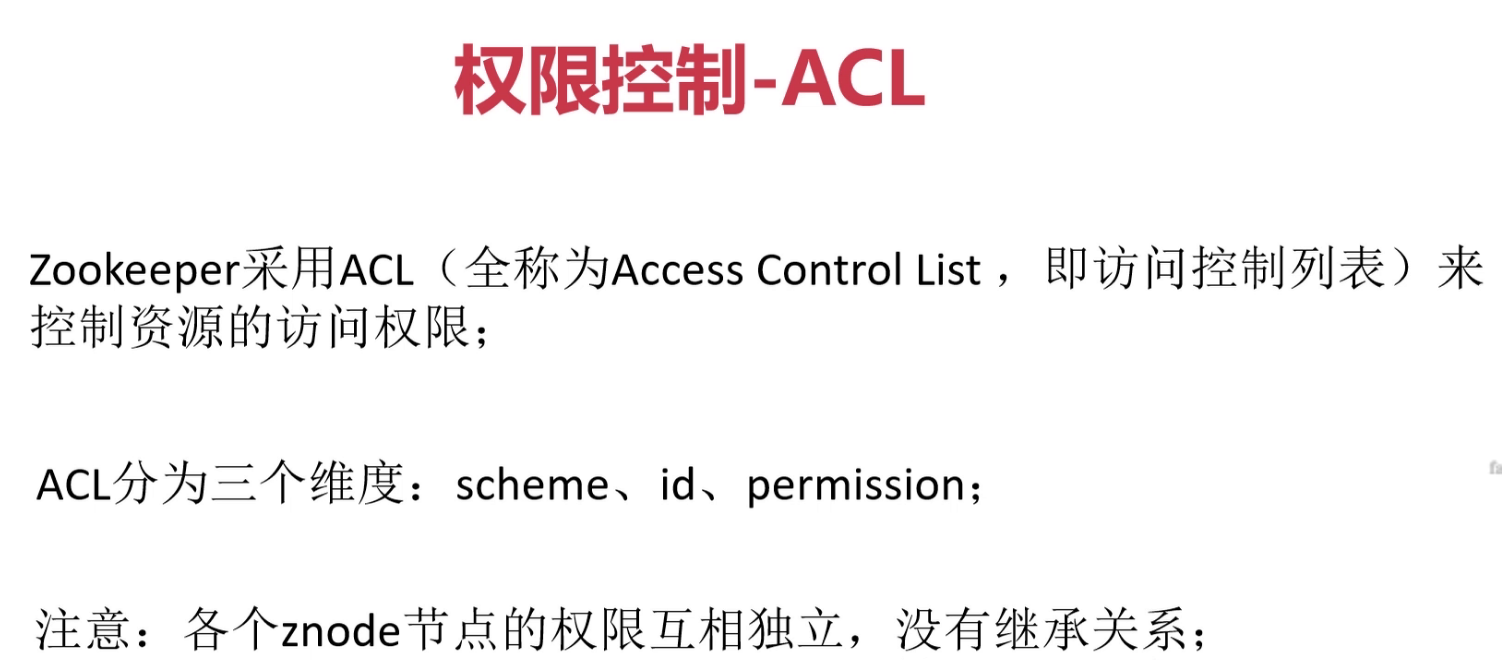 权限控制-ACL
Zookeeper采用ACL（全称为Access Control List ，即访问控制列表）来
控制资源的访问权限；
ACL分为三个维度：scheme、id、permission；
注意：各个znode节点的权限互相独立，没有继承关系；